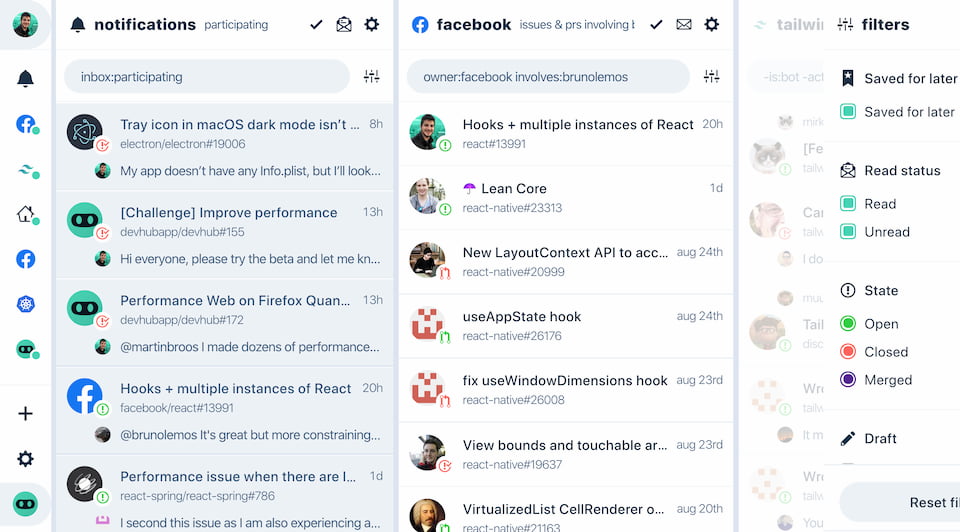 notifications participating
inbox:participating
Tray icon in macOS dark mode isn’t ... 8h
electron/electron#19006
My app doesn’t have any Info.plist, but I’ll look...
[Challenge] Improve performance 13h
devhubapp/devhub#155
Hi everyone, please try the beta and let me kn...
Performance Web on Firefox Quan... 13h
devhubapp/devhub#172
@martinbroos I made dozens of performance...
Hooks + multiple instances of React 20h
facebook/react#13991
@brunolemos It's great but more constraining...
Performance issue when there are l... 1d
react-spring/react-spring#786
I second this issue as I am also experiencing a...
facebook issues & prs involving b
owner:facebook involves:brunolemos
Hooks + multiple instances of React 20h
react#13991
Lean Core 1d
react-native#23313
New LayoutContext API to acc... aug 24th
react-native#20999
useAppState hook aug 24th
react-native#26176
fix useWindowDimensions hook aug 23rd
react-native#26008
View bounds and touchable ar... aug 23rd
react-native#19637
VirtualizedList CellRenderer o... aug 20th
react-native#21163
tailwin
-is:bot -act
mirk
[Fe
tailw
Can
tailw
I do
muu
Tail
disc
Wro
tailw
It m
Wro
tailw
You
filters
Saved for later
Saved for later
Read status
Read
Unread
State
Open
Closed
Merged
Draft
Reset fil